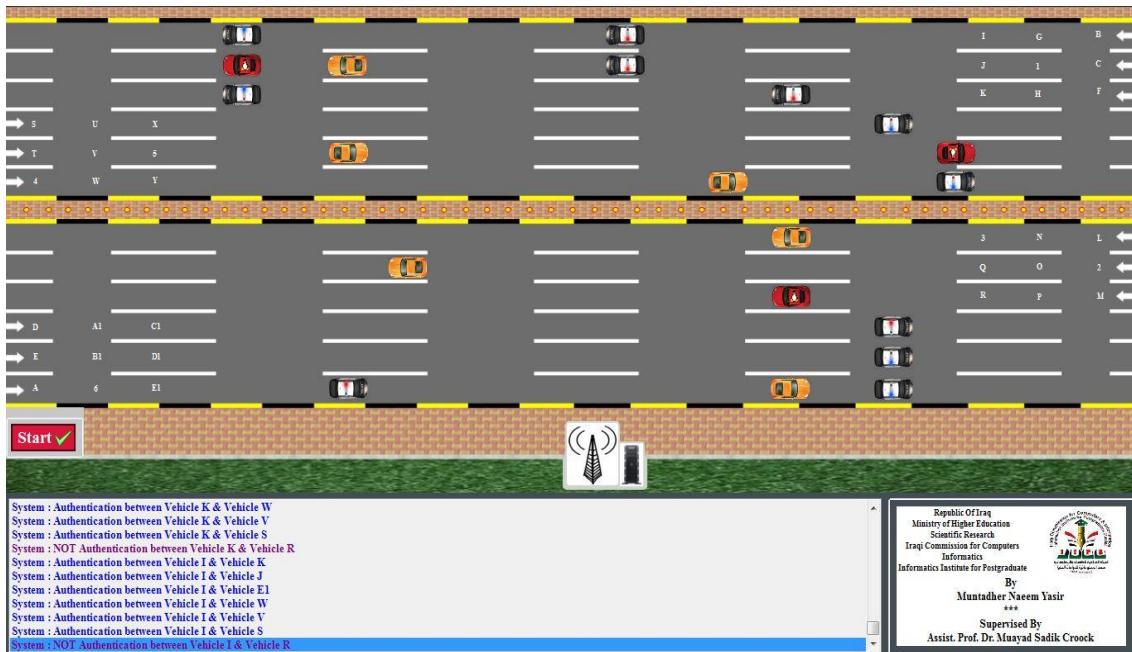 I G B
J 1 C
K H F
S U X
T V 5
4 W Y
3 N L
Q O 2
R P M
D A1 C1
E B1 D1
A 6 E1
Start
System : Authentication between Vehicle K & Vehicle W
System : Authentication between Vehicle K & Vehicle V
System : Authentication between Vehicle K & Vehicle S
System : NOT Authentication between Vehicle K & Vehicle R
System : Authentication between Vehicle I & Vehicle K
System : Authentication between Vehicle I & Vehicle J
System : Authentication between Vehicle I & Vehicle E1
System : Authentication between Vehicle I & Vehicle W
System : Authentication between Vehicle I & Vehicle V
System : Authentication between Vehicle I & Vehicle S
System : NOT Authentication between Vehicle I & Vehicle R
Republic Of Iraq
Ministry of Higher Education
Scientific Research
Iraqi Commission for Computers
Informatics
Informatics Institute for Postgraduate
By
Muntadher Naeem Yasir
***
Supervised By
Assist. Prof. Dr. Muayad Sadik Croock